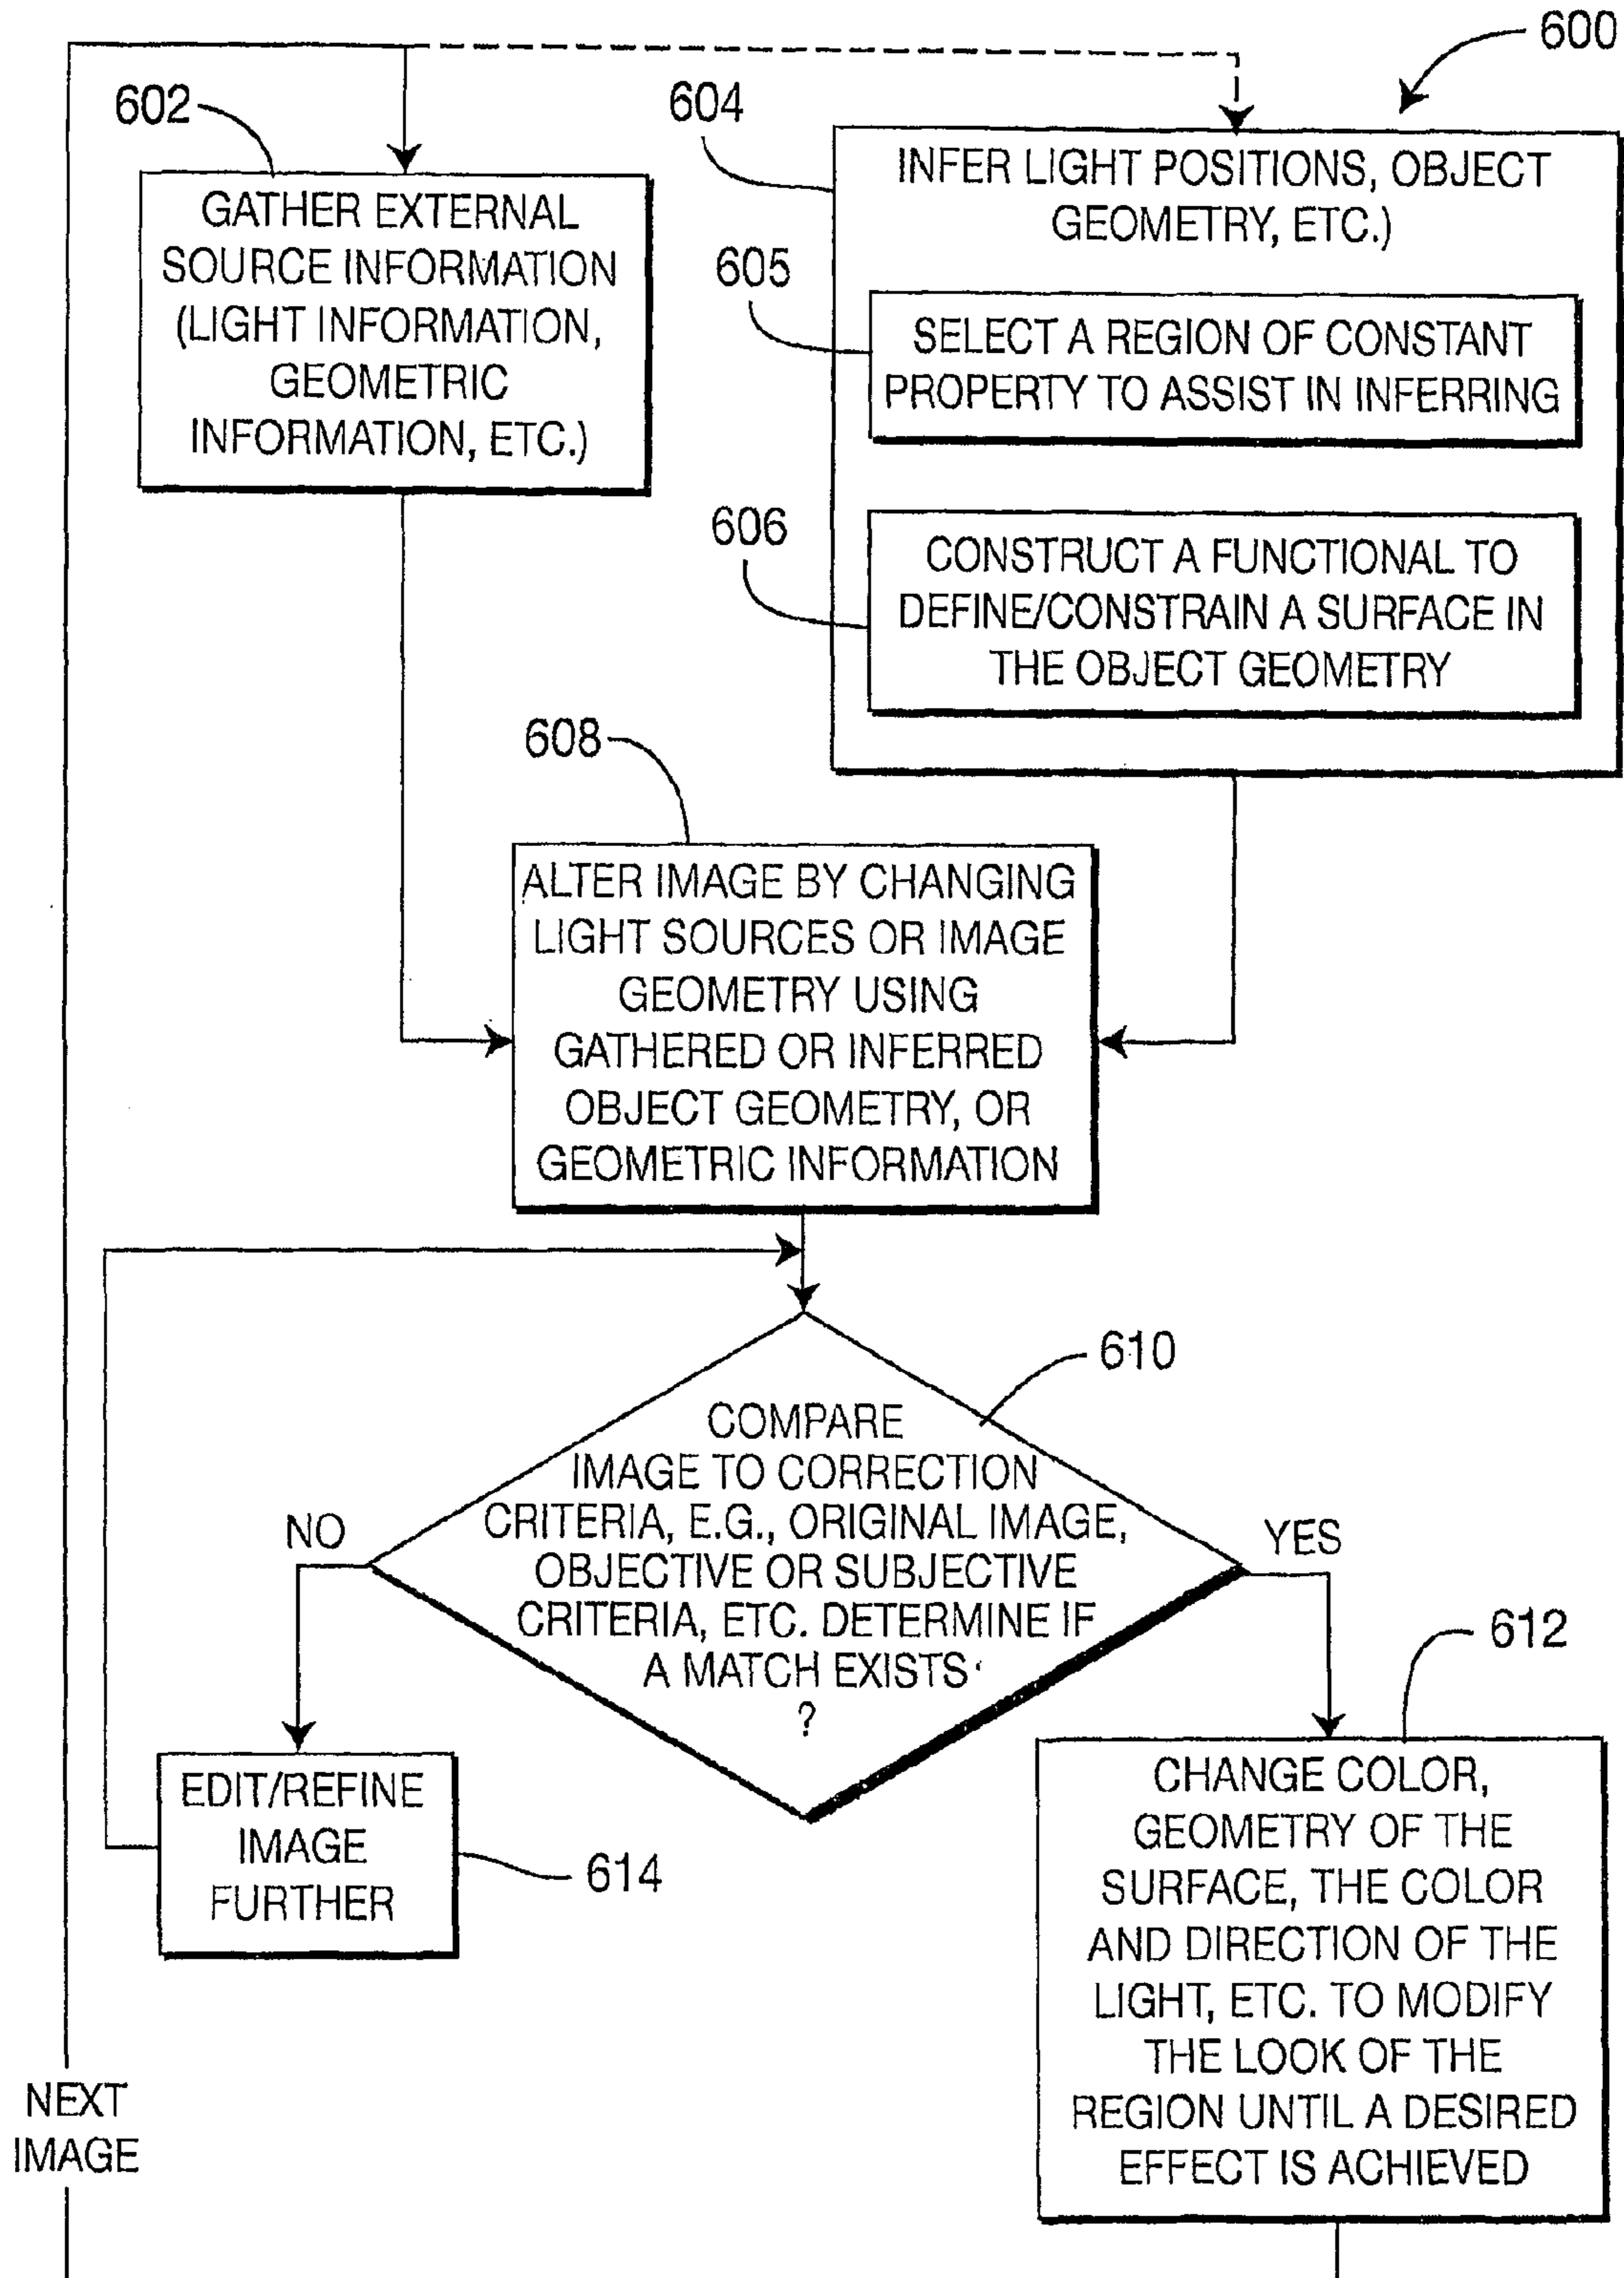 600
602
GATHER EXTERNAL
SOURCE INFORMATION
(LIGHT INFORMATION,
GEOMETRIC
INFORMATION, ETC.)
604
INFER LIGHT POSITIONS, OBJECT
GEOMETRY, ETC.)
605
SELECT A REGION OF CONSTANT
PROPERTY TO ASSIST IN INFERRING
606
CONSTRUCT A FUNCTIONAL TO
DEFINE/CONSTRAIN A SURFACE IN
THE OBJECT GEOMETRY
608
ALTER IMAGE BY CHANGING
LIGHT SOURCES OR IMAGE
GEOMETRY USING
GATHERED OR INFERRED
OBJECT GEOMETRY, OR
GEOMETRIC INFORMATION
610
COMPARE
IMAGE TO CORRECTION
CRITERIA, E.G., ORIGINAL IMAGE,
OBJECTIVE OR SUBJECTIVE
CRITERIA, ETC. DETERMINE IF
A MATCH EXISTS
?
NO
YES
EDIT/REFINE
IMAGE
FURTHER
614
612
CHANGE COLOR,
GEOMETRY OF THE
SURFACE, THE COLOR
AND DIRECTION OF THE
LIGHT, ETC. TO MODIFY
THE LOOK OF THE
REGION UNTIL A DESIRED
EFFECT IS ACHIEVED
NEXT
IMAGE